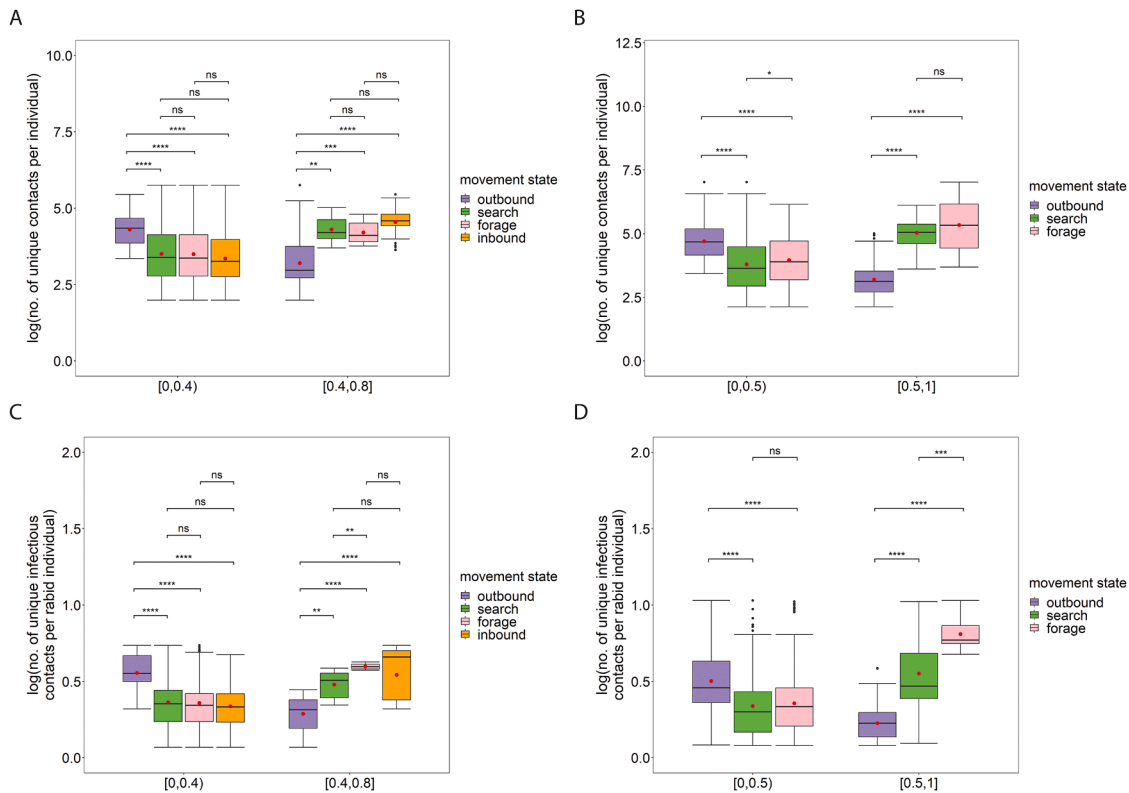 A
log(no. of unique contacts per individual)
10.0
7.5
5.0
2.5
0.0
ns
ns
ns
****
****
****
ns
ns
ns
****
***
**
[0,0.4)
[0.4,0.8]
movement state
outbound
search
forage
inbound
B
log(no. of unique contacts per individual)
12.5
10.0
7.5
5.0
2.5
0.0
*
****
****
ns
****
****
[0,0.5)
[0.5,1]
movement state
outbound
search
forage
C
log(no. of unique infectious
contacts per rabid individual)
2.0
1.5
1.0
0.5
0.0
ns
ns
ns
****
****
****
ns
ns
**
****
****
**
[0,0.4)
[0.4,0.8]
movement state
outbound
search
forage
inbound
D
log(no. of unique infectious
contacts per rabid individual)
2.0
1.5
1.0
0.5
0.0
ns
****
****
***
****
****
[0,0.5)
[0.5,1]
movement state
outbound
search
forage